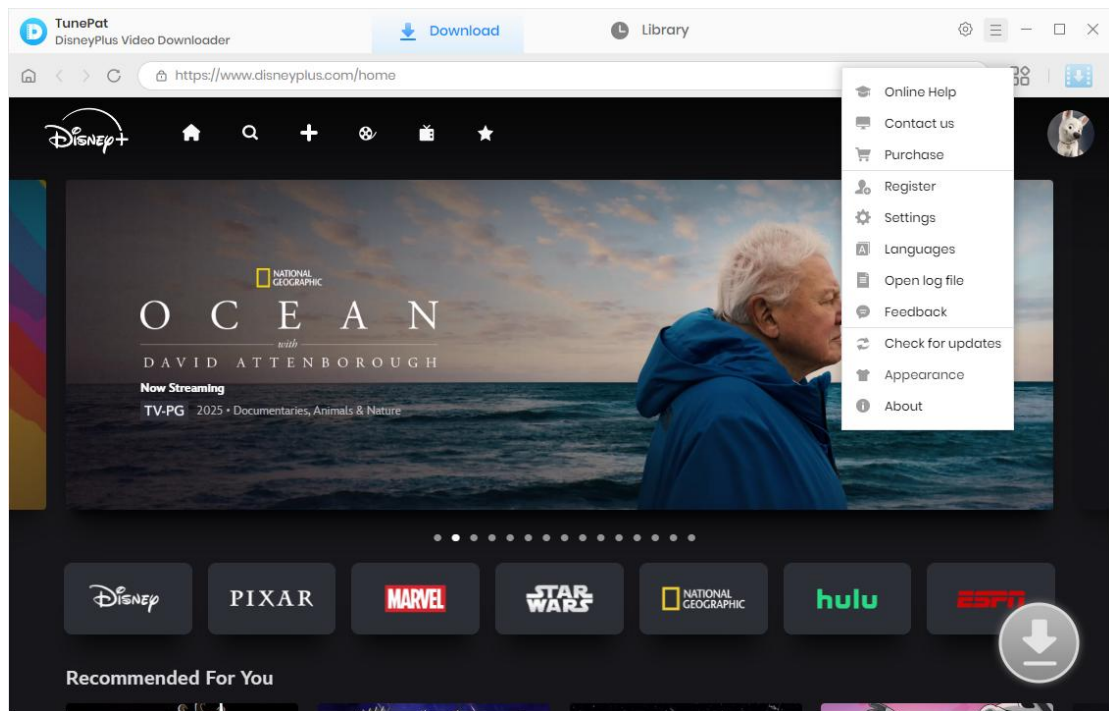 TunePat
DisneyPlus Video Downloader
Download
Library
https://www.disneyplus.com/home
Online Help
Contact us
Purchase
Register
Settings
Languages
Open log file
Feedback
Check for updates
Appearance
About
Disney+
NATIONAL
GEOGRAPHIC
OCEAN
with
DAVID ATTENBOROUGH
Now Streaming
TV-PG 2025 • Documentaries, Animals & Nature
Disney
PIXAR
MARVEL
STAR
WARS
NATIONAL
GEOGRAPHIC
hulu
ESPN
Recommended For You